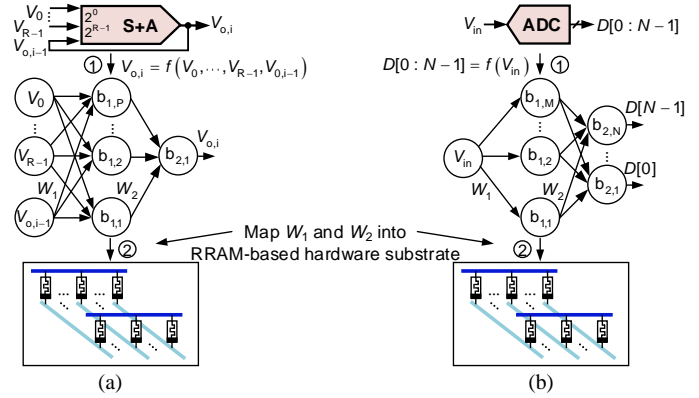 V0
VR−1
Vo,i−1
2^0
2^R-1
S+A
Vo,i
① Vo,i = f(V0,⋯,VR−1,V0,i−1)
V0
VR−1
Vo,i−1
W1
b1,P
b1,2
b1,1
W2
b2,1
Vo,i
②
(a)
Map W1 and W2 into
RRAM-based hardware substrate
Vin
ADC
D[0 : N−1]
D[0 : N−1] = f(Vin) ①
Vin
W1
b1,M
b1,2
b1,1
W2
b2,N
b2,1
D[N−1]
D[0]
②
(b)